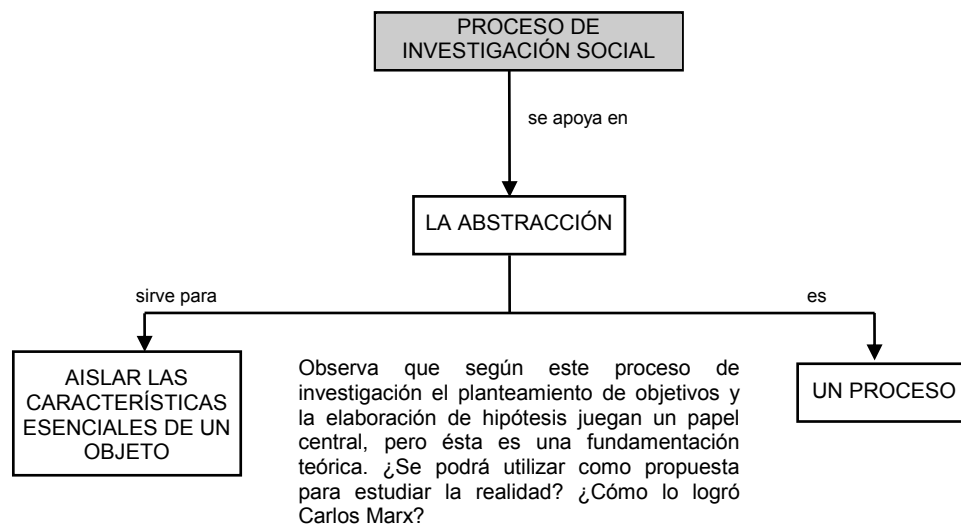 PROCESO DE
INVESTIGACIÓN SOCIAL
se apoya en
LA ABSTRACCIÓN
sirve para
es
AISLAR LAS
CARACTERÍSTICAS
ESENCIALES DE UN
OBJETO
Observa que según este proceso de
investigación el planteamiento de objetivos y
la elaboración de hipótesis juegan un papel
central, pero ésta es una fundamentación
teórica. ¿Se podrá utilizar como propuesta
para estudiar la realidad? ¿Cómo lo logró
Carlos Marx?
UN PROCESO